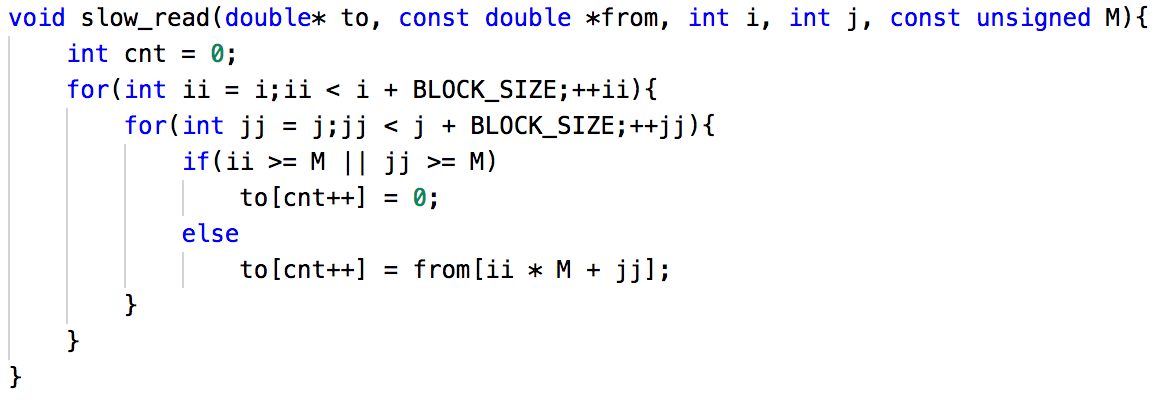 void slow_read(double* to, const double *from, int i, int j, const unsigned M){
    int cnt = 0;
    for(int ii = i;ii < i + BLOCK_SIZE;++ii){
        for(int jj = j;jj < j + BLOCK_SIZE;++jj){
            if(ii >= M || jj >= M)
                to[cnt++] = 0;
            else
                to[cnt++] = from[ii * M + jj];
        }
    }
}